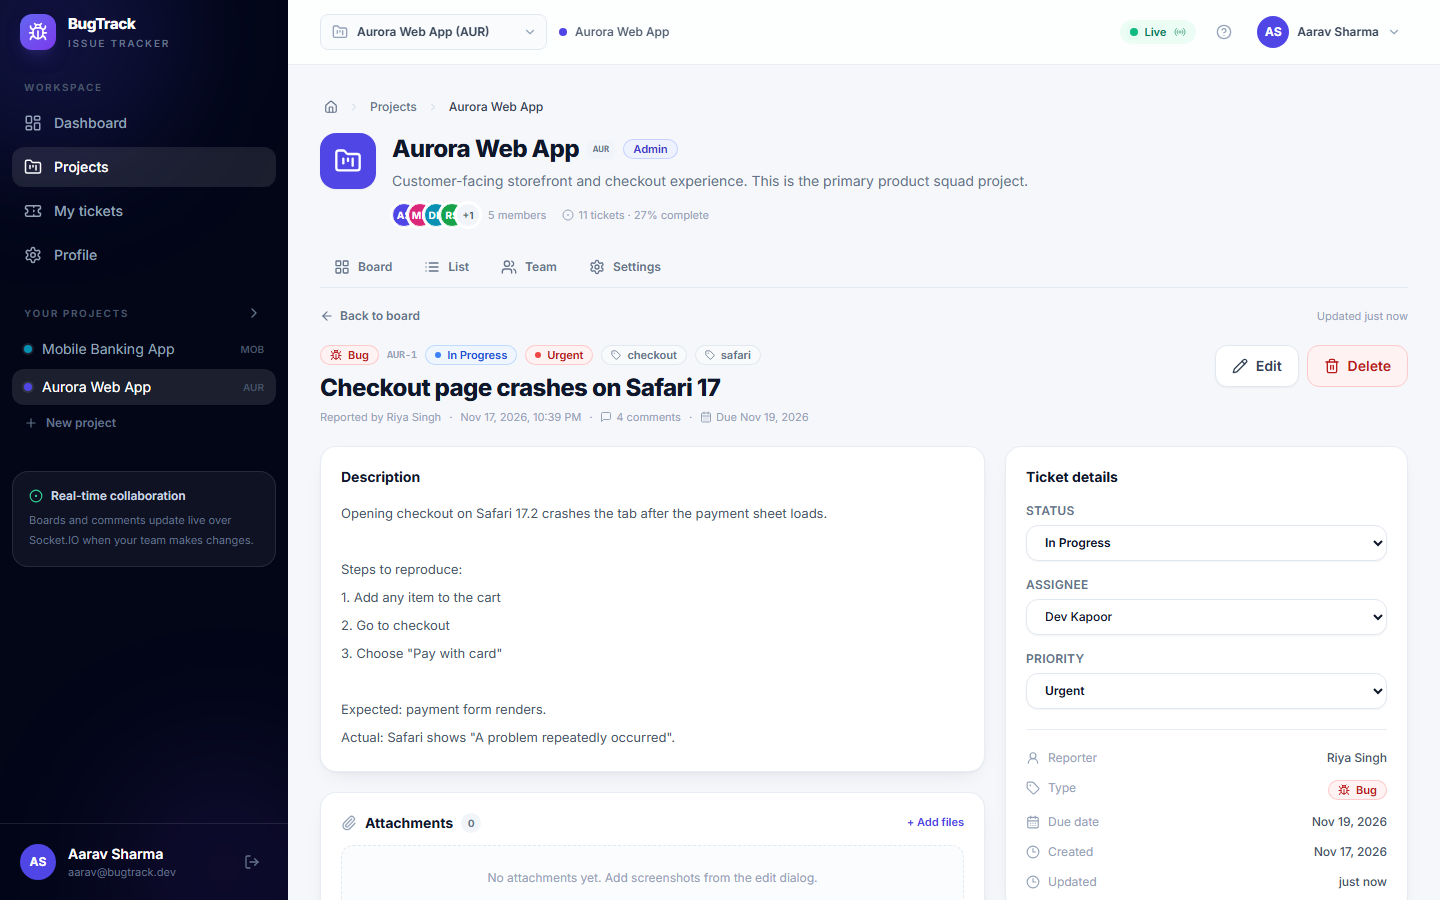 BugTrack
ISSUE TRACKER
WORKSPACE
Dashboard
Projects
My tickets
Profile
YOUR PROJECTS
Mobile Banking App MOB
Aurora Web App AUR
New project
Real-time collaboration
Boards and comments update live over
Socket.IO when your team makes changes.
AS
Aarav Sharma
aarav@bugtrack.dev
Aurora Web App (AUR)
Aurora Web App
Live
AS Aarav Sharma
Projects
Aurora Web App
Aurora Web App AUR Admin
Customer-facing storefront and checkout experience. This is the primary product squad project.
+1 5 members 11 tickets · 27% complete
Board List Team Settings
Back to board
Updated just now
Bug AUR-1 In Progress Urgent checkout safari
Checkout page crashes on Safari 17
Reported by Riya Singh · Nov 17, 2026, 10:39 PM · 4 comments · Due Nov 19, 2026
Edit Delete
Description
Opening checkout on Safari 17.2 crashes the tab after the payment sheet loads.
Steps to reproduce:
1. Add any item to the cart
2. Go to checkout
3. Choose "Pay with card"
Expected: payment form renders.
Actual: Safari shows "A problem repeatedly occurred".
Attachments 0
+ Add files
No attachments yet. Add screenshots from the edit dialog.
Ticket details
STATUS
In Progress
ASSIGNEE
Dev Kapoor
PRIORITY
Urgent
Reporter Riya Singh
Type Bug
Due date Nov 19, 2026
Created Nov 17, 2026
Updated just now